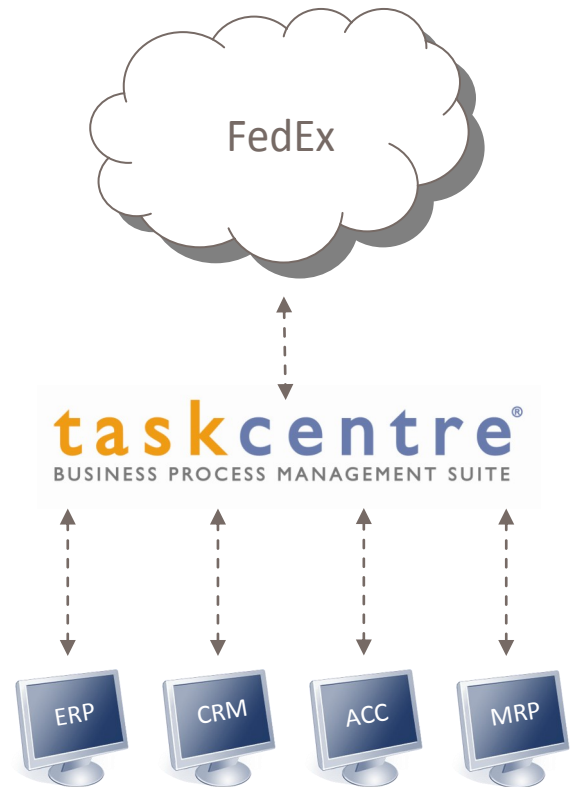 FedEx
taskcentre®
BUSINESS PROCESS MANAGEMENT SUITE
ERP
CRM
ACC
MRP